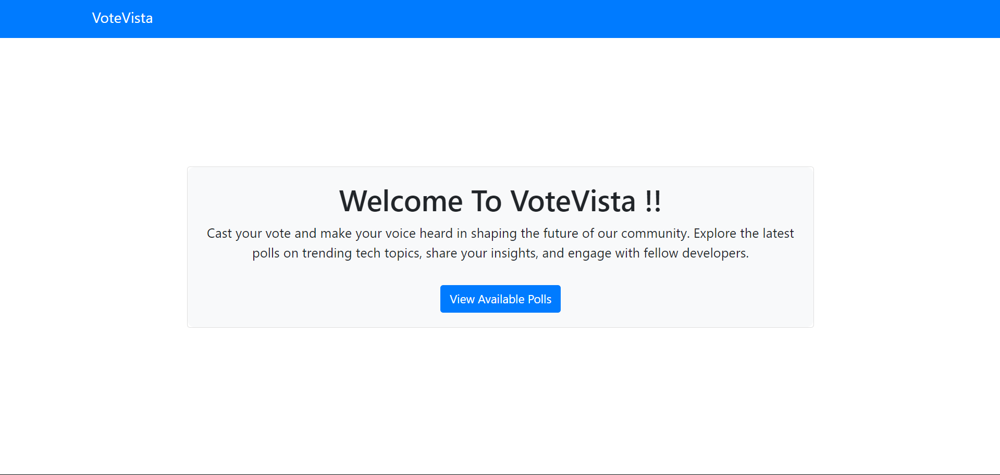 VoteVista
Welcome To VoteVista !!
Cast your vote and make your voice heard in shaping the future of our community. Explore the latest
polls on trending tech topics, share your insights, and engage with fellow developers.
View Available Polls